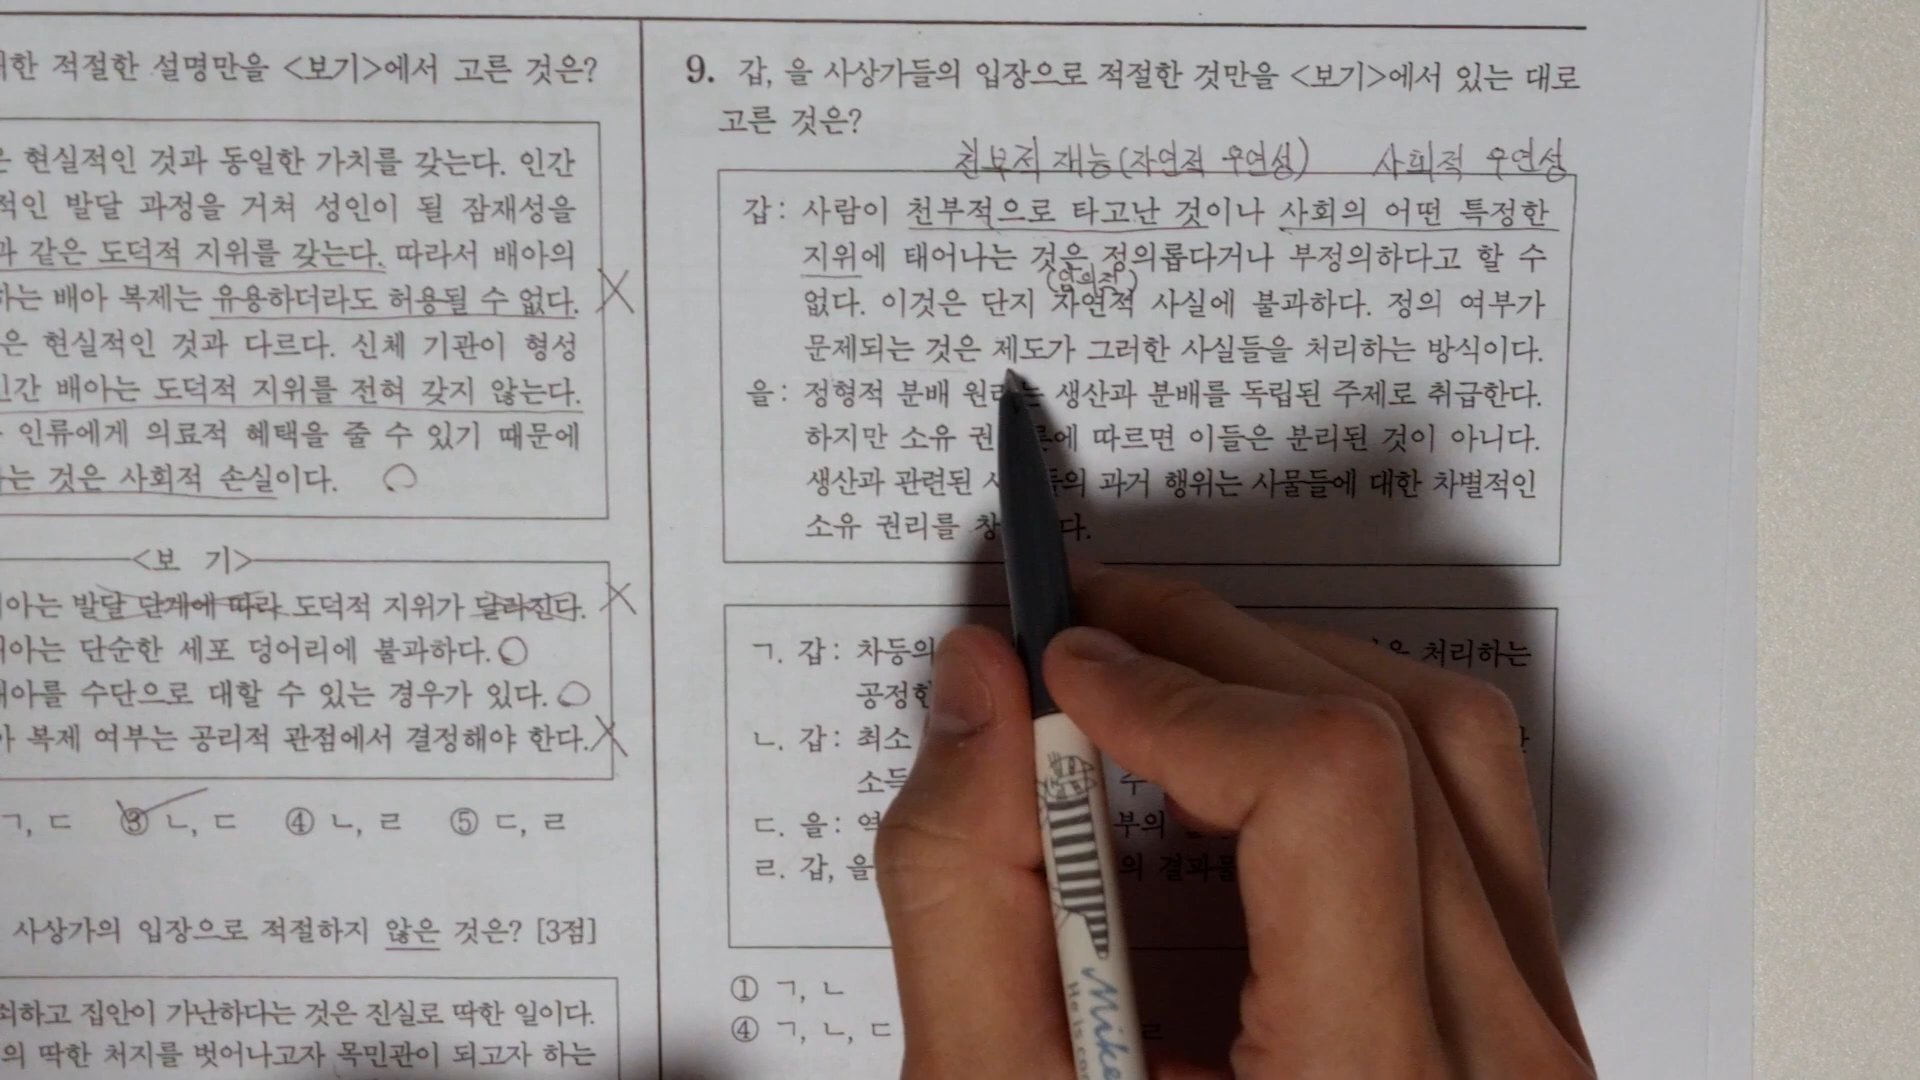 한 적절한 설명만을 <보기>에서 고른 것은?
현실적인 것과 동일한 가치를 갖는다. 인간
적인 발달 과정을 거쳐 성인이 될 잠재성을
같은 도덕적 지위를 갖는다. 따라서 배아의
하는 배아 복제는 유용하더라도 허용될 수 없다.
은 현실적인 것과 다르다. 신체 기관이 형성
인간 배아는 도덕적 지위를 전혀 갖지 않는다.
인류에게 의료적 혜택을 줄 수 있기 때문에
는 것은 사회적 손실이다.
<보 기>
아는 발달 단계에 따라 도덕적 지위가 달라진다.
아는 단순한 세포 덩어리에 불과하다.
아를 수단으로 대할 수 있는 경우가 있다.
복제 여부는 공리적 관점에서 결정해야 한다.
ㄱ, ㄷ ③ ㄴ, ㄷ ④ ㄴ, ㄹ ⑤ ㄷ, ㄹ
사상가의 입장으로 적절하지 않은 것은? [3점]
하고 집안이 가난하다는 것은 진실로 딱한 일이다.
의 딱한 처지를 벗어나고자 목민관이 되고자 하는
9. 갑, 을 사상가들의 입장으로 적절한 것만을 <보기>에서 있는 대로
고른 것은?
천부적 재능(자연적 우연성) 사회적 우연성
갑: 사람이 천부적으로 타고난 것이나 사회의 어떤 특정한
지위에 태어나는 것은 정의롭다거나 부정의하다고 할 수
(임의적)
없다. 이것은 단지 자연적 사실에 불과하다. 정의 여부가
문제되는 것은 제도가 그러한 사실들을 처리하는 방식이다.
을: 정형적 분배 원리는 생산과 분배를 독립된 주제로 취급한다.
하지만 소유 권 에 따르면 이들은 분리된 것이 아니다.
생산과 관련된 의 과거 행위는 사물들에 대한 차별적인
소유 권리를 다.
ㄱ. 갑: 차등의 처리하는
공정한
ㄴ. 갑: 최소
소득
ㄷ. 을: 부의
ㄹ. 갑, 을 의 결과물
① ㄱ, ㄴ
④ ㄱ, ㄴ, ㄷ ㄹ
Mike
He is